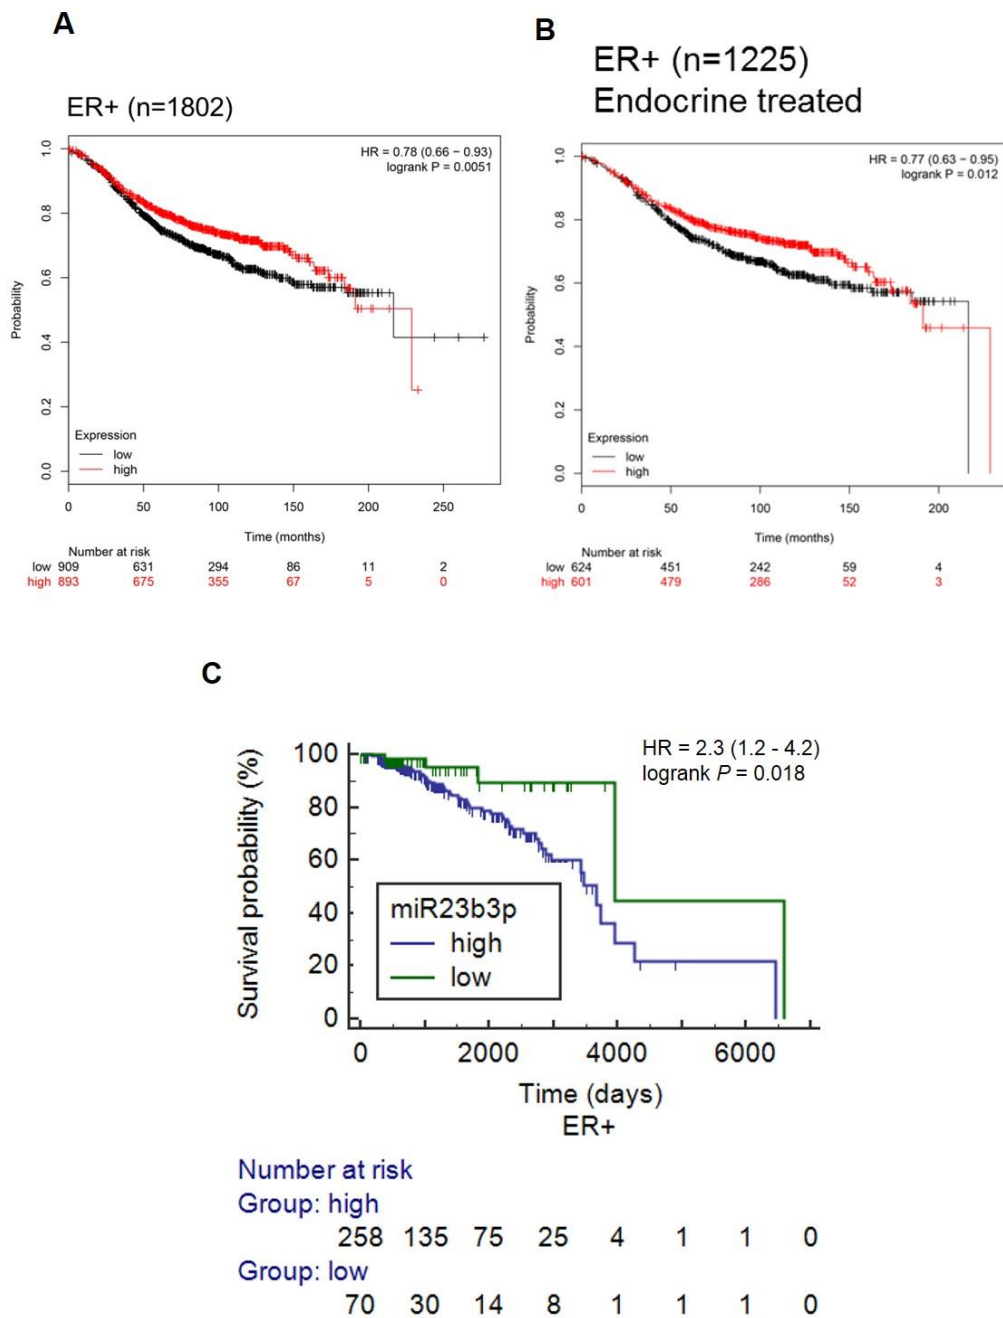 A
ER+ (n=1802)
HR = 0.78 (0.66 − 0.93)
logrank P = 0.0051
Probability
1.0
0.8
0.6
0.4
0.2
0.0
Expression
low
high
0 50 100 150 200 250
Time (months)
Number at risk
low 909 631 294 86 11 2
high 893 675 355 67 5 0
B
ER+ (n=1225)
Endocrine treated
HR = 0.77 (0.63 − 0.95)
logrank P = 0.012
Probability
1.0
0.8
0.6
0.4
0.2
0.0
Expression
low
high
0 50 100 150 200
Time (months)
Number at risk
low 624 451 242 59 4
high 601 479 286 52 3
C
HR = 2.3 (1.2 - 4.2)
logrank P = 0.018
Survival probability (%)
100
80
60
40
20
0
miR23b3p
high
low
0 2000 4000 6000
Time (days)
ER+
Number at risk
Group: high
258 135 75 25 4 1 1 0
Group: low
70 30 14 8 1 1 1 0